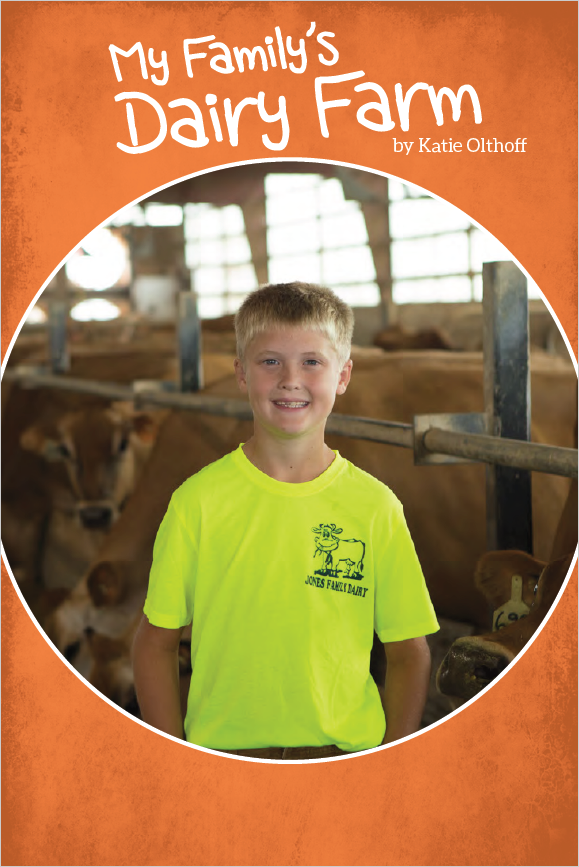 My Family's
Dairy Farm
by Katie Olthoff
JONES FAMILY DAIRY